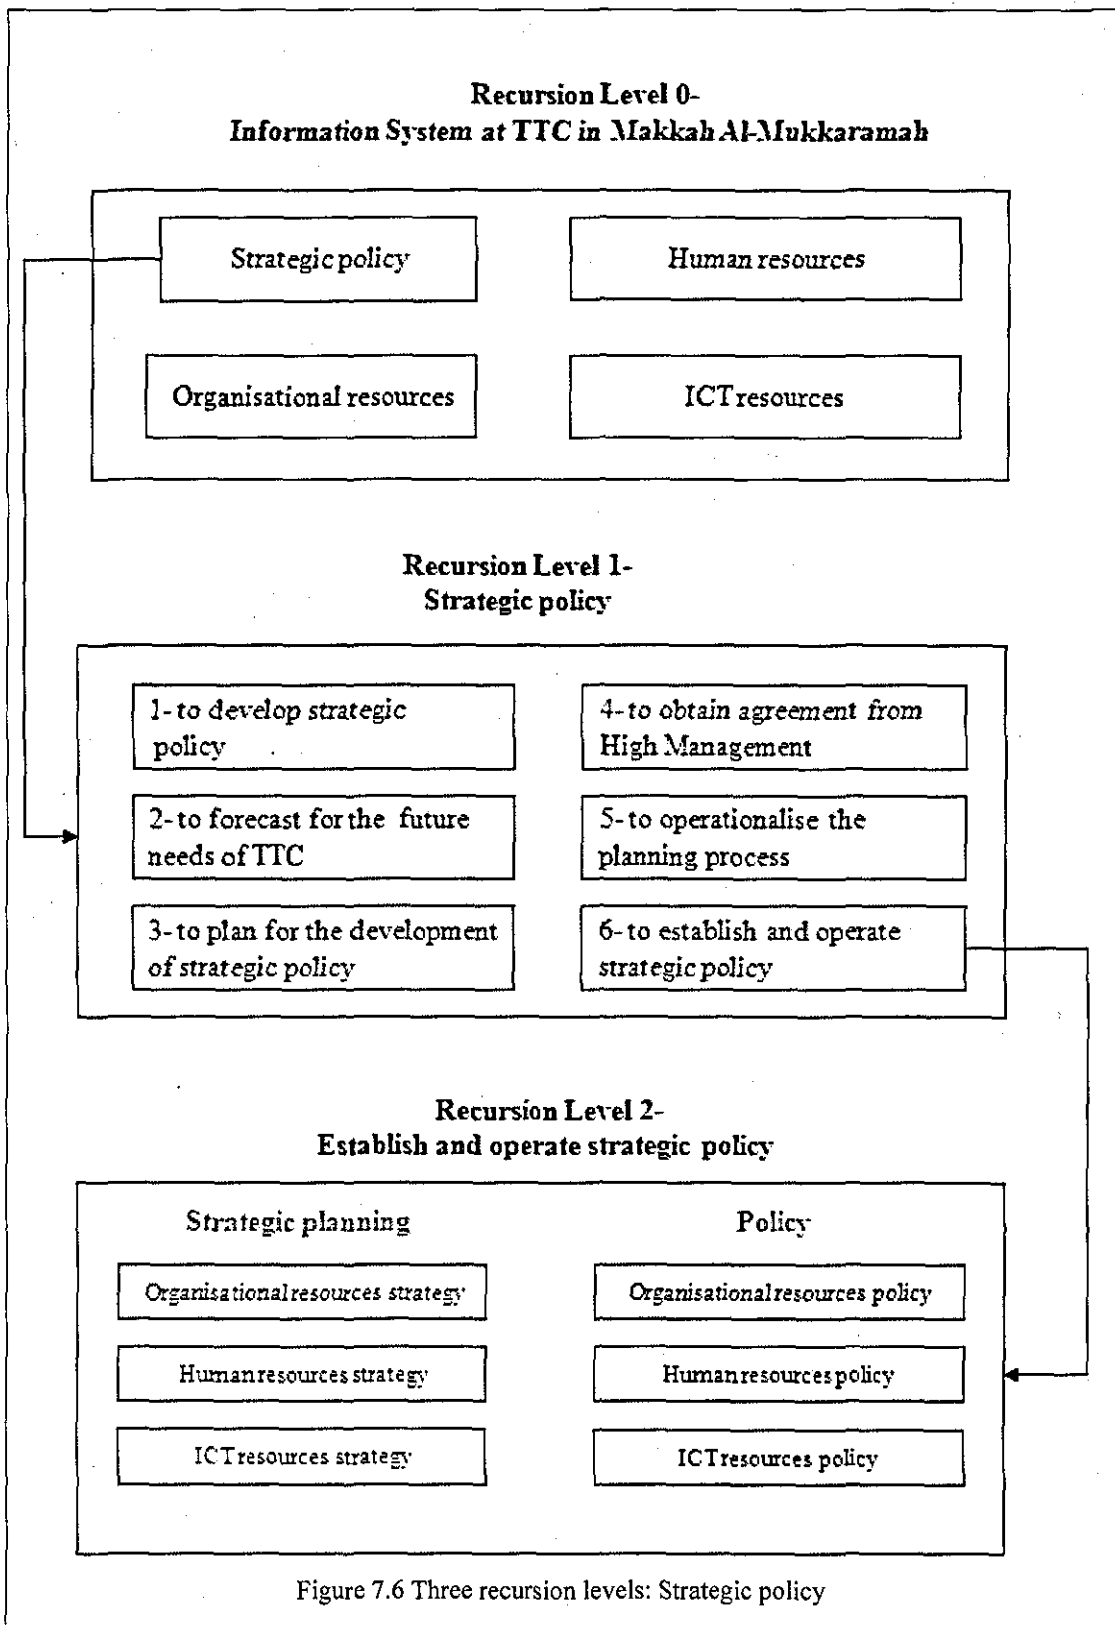 Recursion Level 0-
Information System at TTC in Makkah Al-Mukkaramah
Strategic policy
Human resources
Organisational resources
ICT resources
Recursion Level 1-
Strategic policy
1- to develop strategic
policy
4- to obtain agreement from
High Management
2- to forecast for the future
needs of TTC
5- to operationalise the
planning process
3- to plan for the development
of strategic policy
6- to establish and operate
strategic policy
Recursion Level 2-
Establish and operate strategic policy
Strategic planning
Policy
Organisational resources strategy
Organisational resources policy
Human resources strategy
Human resources policy
ICT resources strategy
ICT resources policy
Figure 7.6 Three recursion levels: Strategic policy